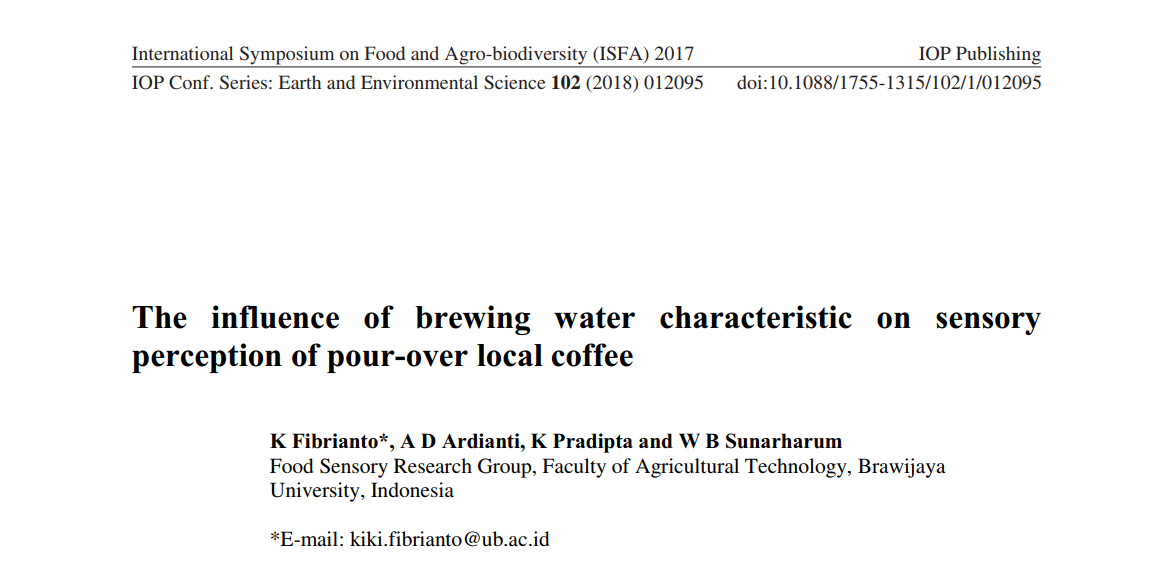 International Symposium on Food and Agro-biodiversity (ISFA) 2017 IOP Publishing
IOP Conf. Series: Earth and Environmental Science 102 (2018) 012095 doi:10.1088/1755-1315/102/1/012095
The influence of brewing water characteristic on sensory
perception of pour-over local coffee
K Fibrianto*, A D Ardianti, K Pradipta and W B Sunarharum
Food Sensory Research Group, Faculty of Agricultural Technology, Brawijaya
University, Indonesia
*E-mail: kiki.fibrianto@ub.ac.id